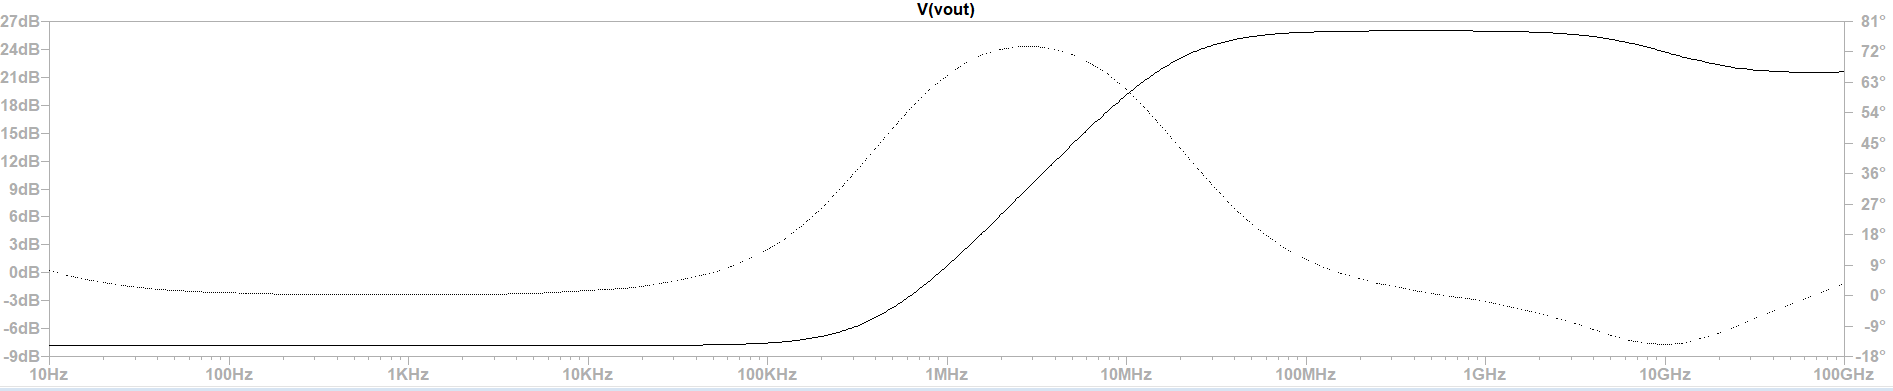 V(vout)
27dB 81°
24dB 72°
21dB 63°
18dB 54°
15dB 45°
12dB 36°
9dB 27°
6dB 18°
3dB 9°
0dB 0°
-3dB -9°
-6dB -18°
-9dB
10Hz 100Hz 1KHz 10KHz 100KHz 1MHz 10MHz 100MHz 1GHz 10GHz 100GHz